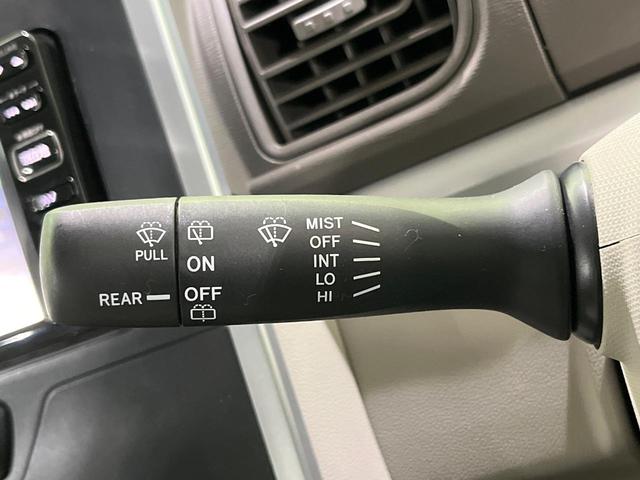 PULL
REAR
ON
OFF
MIST
OFF
INT
LO
HI